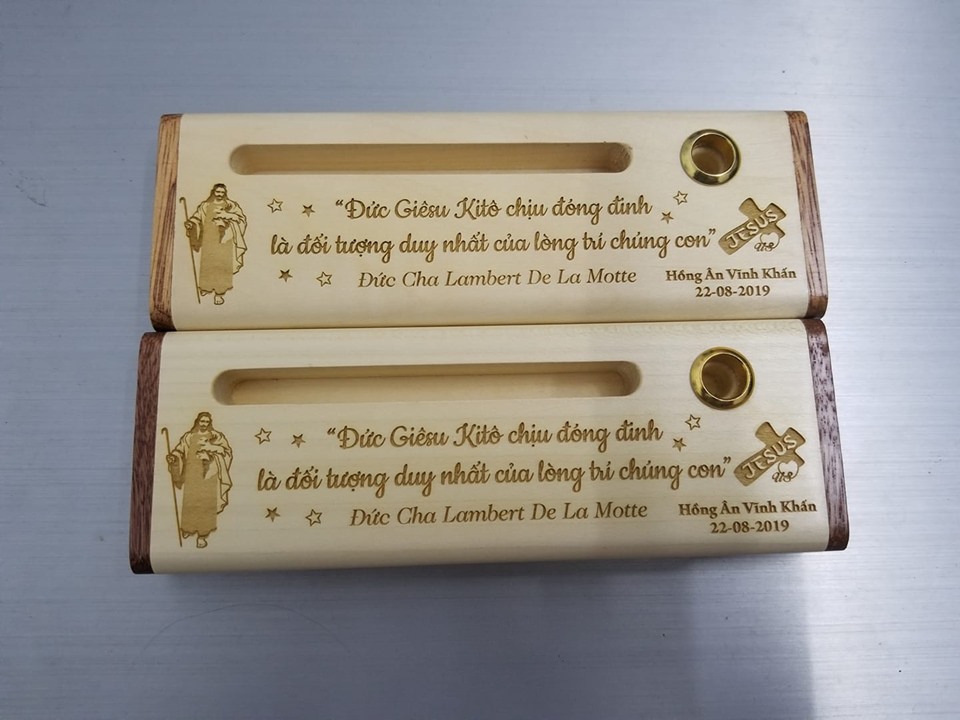 “Đức Giêsu Kitô chịu đóng đinh
là đối tượng duy nhất của lòng trí chúng con”
Đức Cha Lambert De La Motte
JESUS
Hồng Ân Vĩnh Khấn
22-08-2019
“Đức Giêsu Kitô chịu đóng đinh
là đối tượng duy nhất của lòng trí chúng con”
Đức Cha Lambert De La Motte
JESUS
Hồng Ân Vĩnh Khấn
22-08-2019